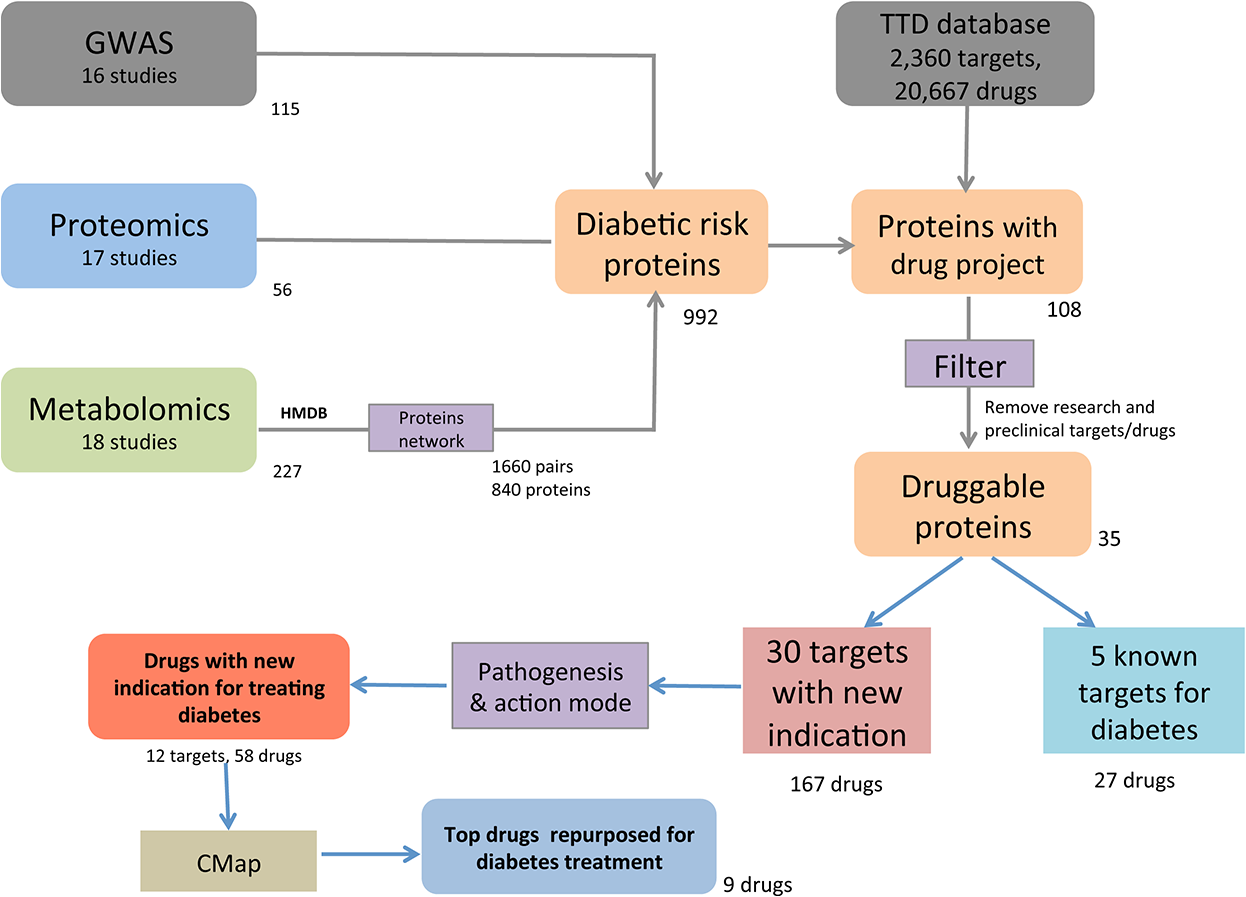 GWAS
16 studies
115
TTD database
2,360 targets,
20,667 drugs
Proteomics
17 studies
56
Diabetic risk
proteins
992
Proteins with
drug project
108
Filter
Remove research and
preclinical targets/drugs
Metabolomics
18 studies
227
HMDB
Proteins
network
1660 pairs
840 proteins
Druggable
proteins
35
30 targets
with new
indication
167 drugs
5 known
targets for
diabetes
27 drugs
Pathogenesis
& action mode
Drugs with new
indication for treating
diabetes
12 targets, 58 drugs
CMap
Top drugs repurposed for
diabetes treatment
9 drugs